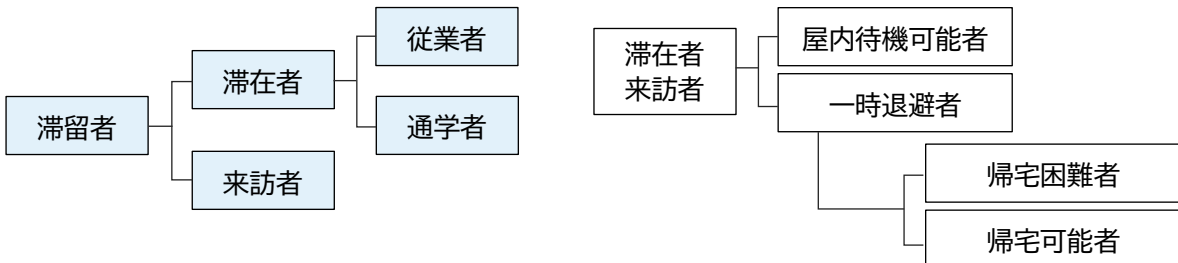 滞留者
滞在者
来訪者
従業者
通学者
滞在者
来訪者
屋内待機可能者
一時退避者
帰宅困難者
帰宅可能者